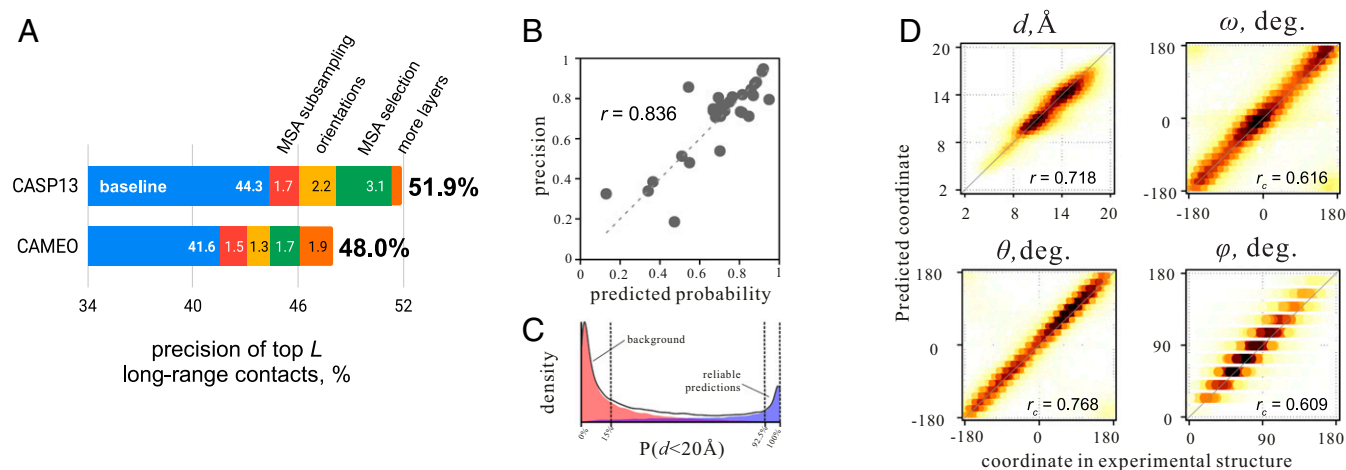 A
MSA subsampling
orientations
MSA selection
more layers
CASP13
baseline
44.3
1.7
2.2
3.1
51.9%
CAMEO
41.6
1.5
1.3
1.7
1.9
48.0%
34
40
46
52
precision of top L
long-range contacts, %
B
1
0.8
0.6
0.4
0.2
0
precision
r = 0.836
0
0.2
0.4
0.6
0.8
1
predicted probability
C
density
background
reliable
predictions
0%
15%
92.5%
100%
P(d<20Å)
D
Predicted coordinate
d, Å
20
14
8
2
r = 0.718
2
8
14
20
ω, deg.
180
0
-180
r_c = 0.616
-180
0
180
θ, deg.
180
0
-180
r_c = 0.768
-180
0
180
φ, deg.
180
90
0
r_c = 0.609
0
90
180
coordinate in experimental structure